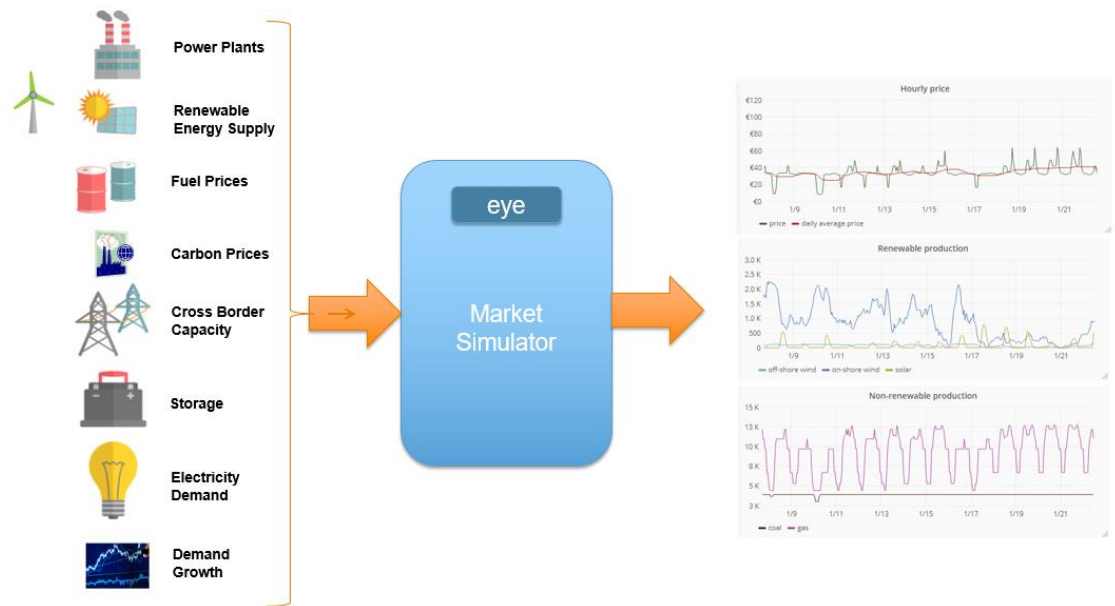 Power Plants
Renewable
Energy Supply
Fuel Prices
Carbon Prices
Cross Border
Capacity
Storage
Electricity
Demand
Demand
Growth
eye
Market
Simulator
Hourly price
€120
€100
€80
€60
€40
€20
€0
1/9 1/11 1/13 1/15 1/17 1/19 1/21
price daily average price
Renewable production
3.0 K
2.5 K
2.0 K
1.5 K
1.0 K
500
0
1/9 1/11 1/13 1/15 1/17 1/19 1/21
off-shore wind on-shore wind solar
Non-renewable production
15 K
13 K
10 K
8 K
5 K
3 K
1/9 1/11 1/13 1/15 1/17 1/19 1/21
coal gas